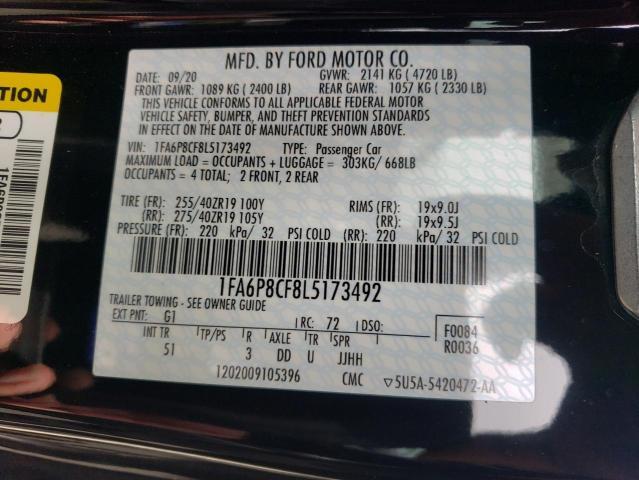 MFD. BY FORD MOTOR CO.
DATE: 09/20 GVWR: 2141 KG (4720 LB)
FRONT GAWR: 1089 KG (2400 LB) REAR GAWR: 1057 KG (2330 LB)
THIS VEHICLE CONFORMS TO ALL APPLICABLE FEDERAL MOTOR
VEHICLE SAFETY, BUMPER, AND THEFT PREVENTION STANDARDS
IN EFFECT ON THE DATE OF MANUFACTURE SHOWN ABOVE.
VIN: 1FA6P8CF8L5173492 TYPE: Passenger Car
MAXIMUM LOAD = OCCUPANTS + LUGGAGE = 303KG/ 668LB
OCCUPANTS = 4 TOTAL; 2 FRONT, 2 REAR
TIRE (FR): 255/40ZR19 100Y RIMS (FR): 19x9.0J
(RR): 275/40ZR19 105Y (RR): 19x9.5J
PRESSURE (FR): 220 kPa/ 32 PSI COLD (RR): 220 kPa/32 PSI COLD
1FA6P8CF8L5173492
TRAILER TOWING - SEE OWNER GUIDE
EXT PNT: G1 RC: 72 DSO: F0084
INT TR TP/PS R AXLE TR SPR R0036
51 3 DD U JJHH
1202009105396 CMC ▽5U5A-5420472-AA